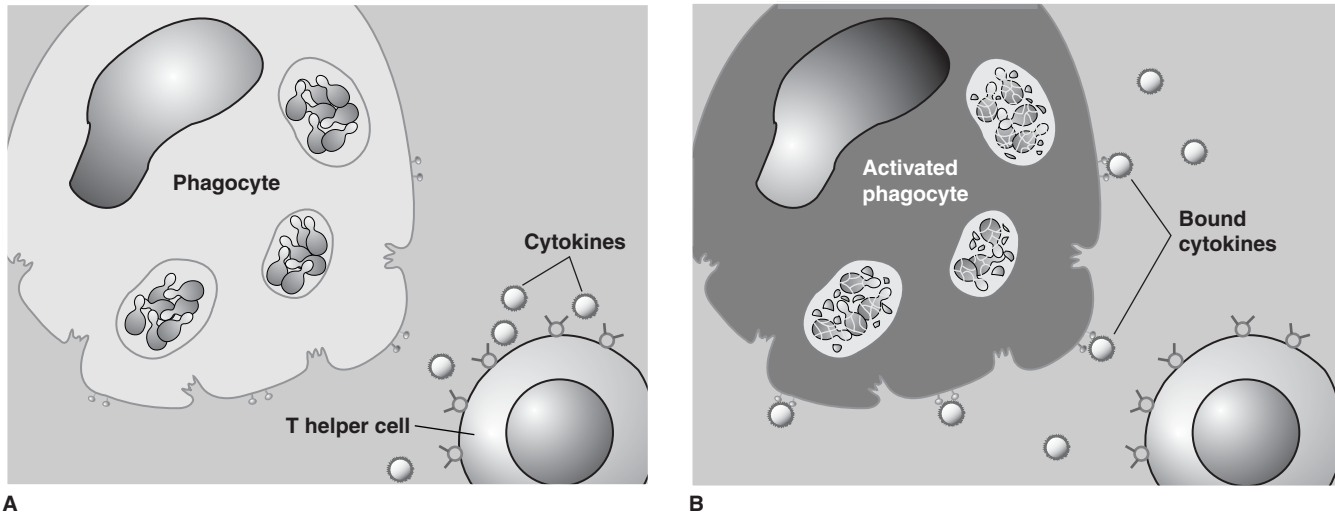 Phagocyte
Cytokines
T helper cell
A
Activated
phagocyte
Bound
cytokines
B